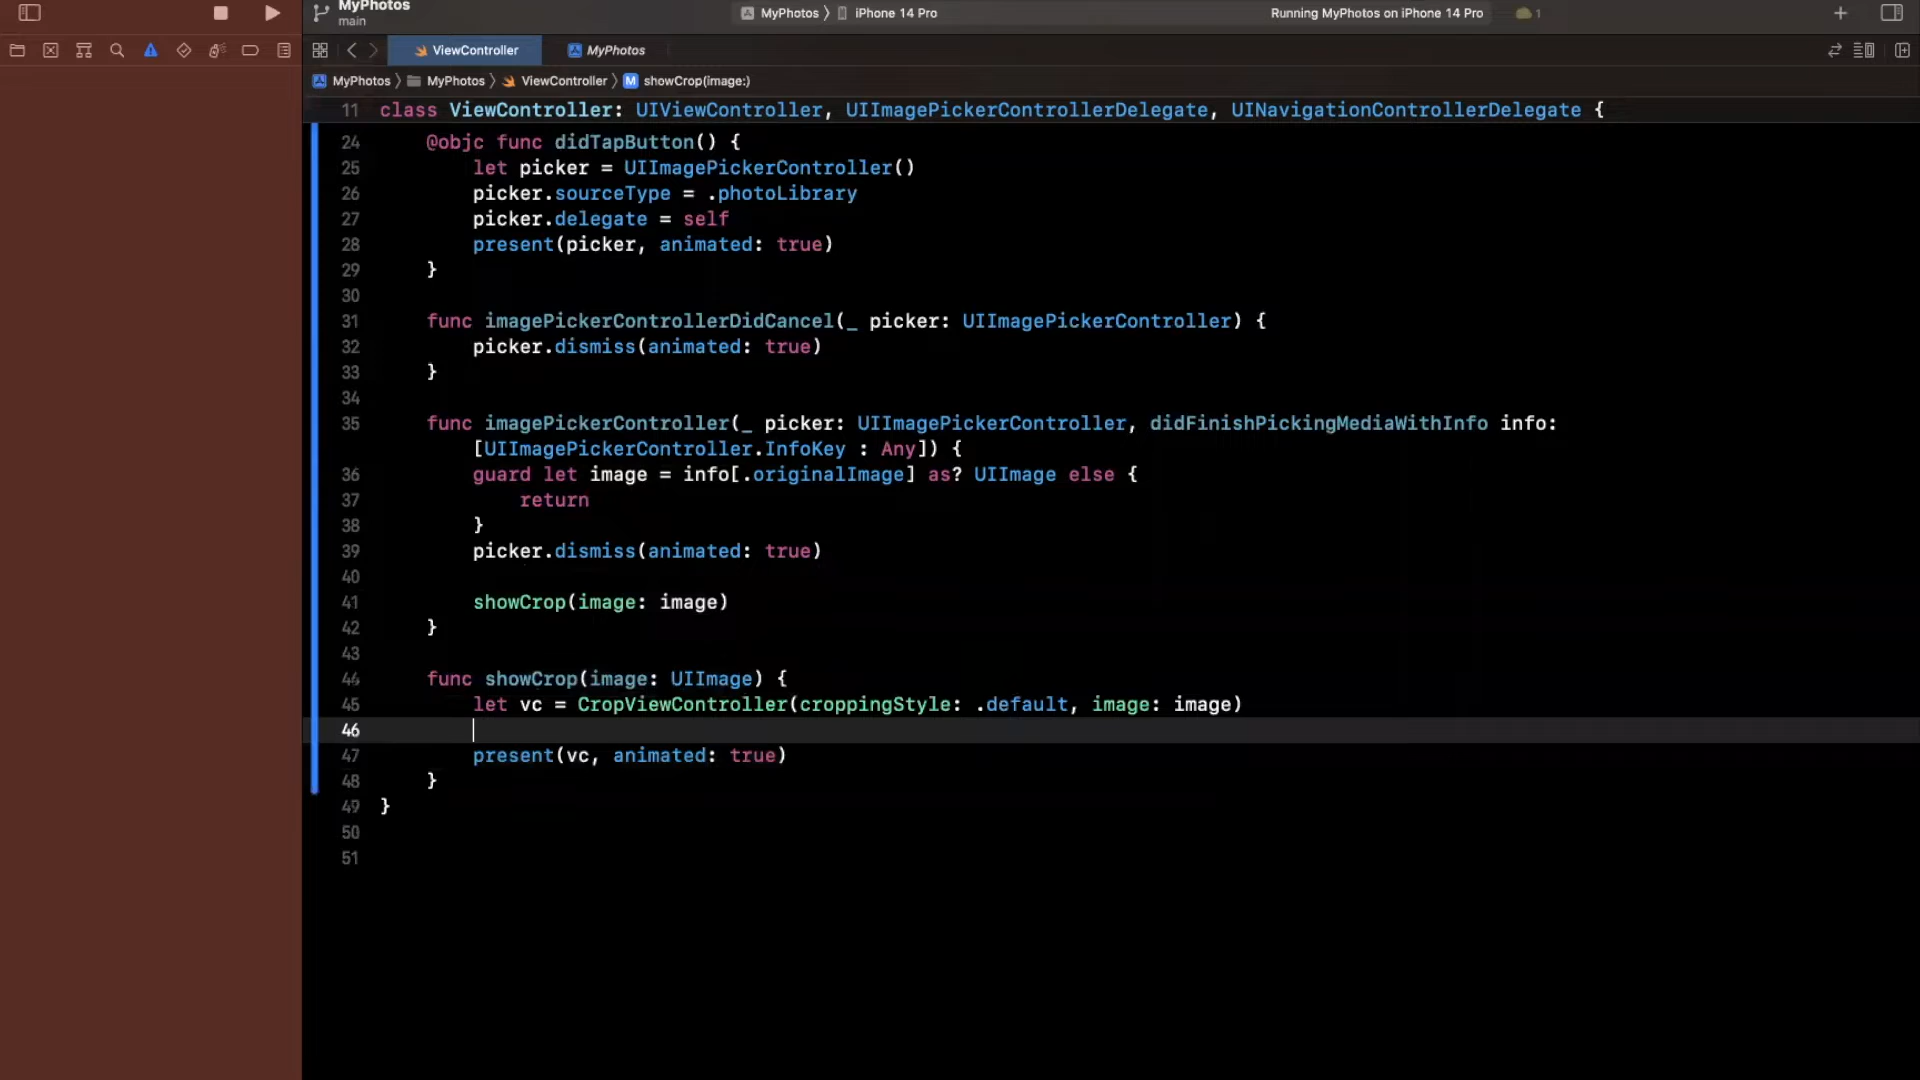 MyPhotos
main
MyPhotos 〉 iPhone 14 Pro
Running MyPhotos on iPhone 14 Pro
1
ViewController
MyPhotos
MyPhotos 〉 MyPhotos 〉 ViewController 〉 M showCrop(image:)
11 class ViewController: UIViewController, UIImagePickerControllerDelegate, UINavigationControllerDelegate {
24 @objc func didTapButton() {
25 let picker = UIImagePickerController()
26 picker.sourceType = .photoLibrary
27 picker.delegate = self
28 present(picker, animated: true)
29 }
30
31 func imagePickerControllerDidCancel(_ picker: UIImagePickerController) {
32 picker.dismiss(animated: true)
33 }
34
35 func imagePickerController(_ picker: UIImagePickerController, didFinishPickingMediaWithInfo info:
[UIImagePickerController.InfoKey : Any]) {
36 guard let image = info[.originalImage] as? UIImage else {
37 return
38 }
39 picker.dismiss(animated: true)
40
41 showCrop(image: image)
42 }
43
44 func showCrop(image: UIImage) {
45 let vc = CropViewController(croppingStyle: .default, image: image)
46
47 present(vc, animated: true)
48 }
49 }
50
51